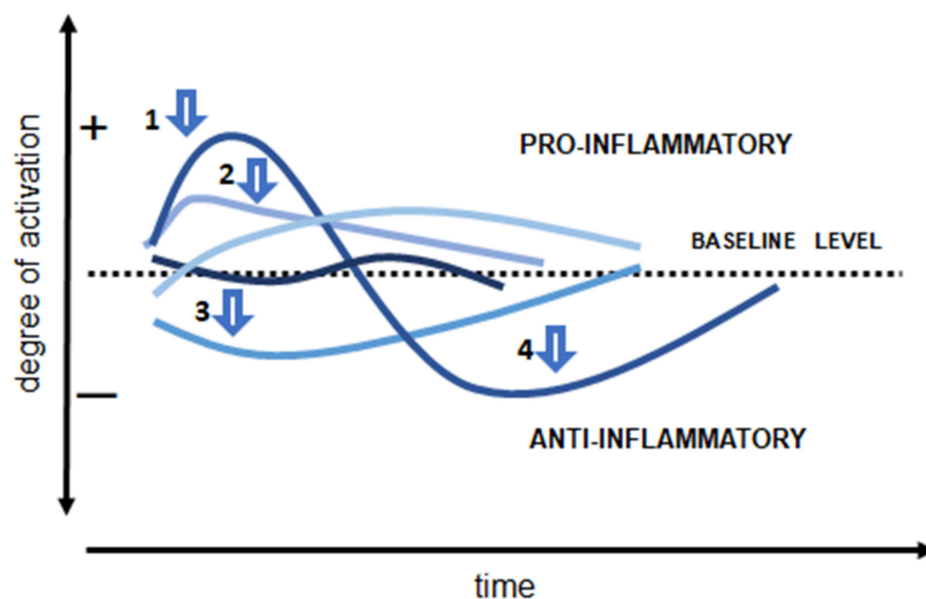 +
1
2
PRO-INFLAMMATORY
degree of activation
BASELINE LEVEL
3
4
—
ANTI-INFLAMMATORY
time